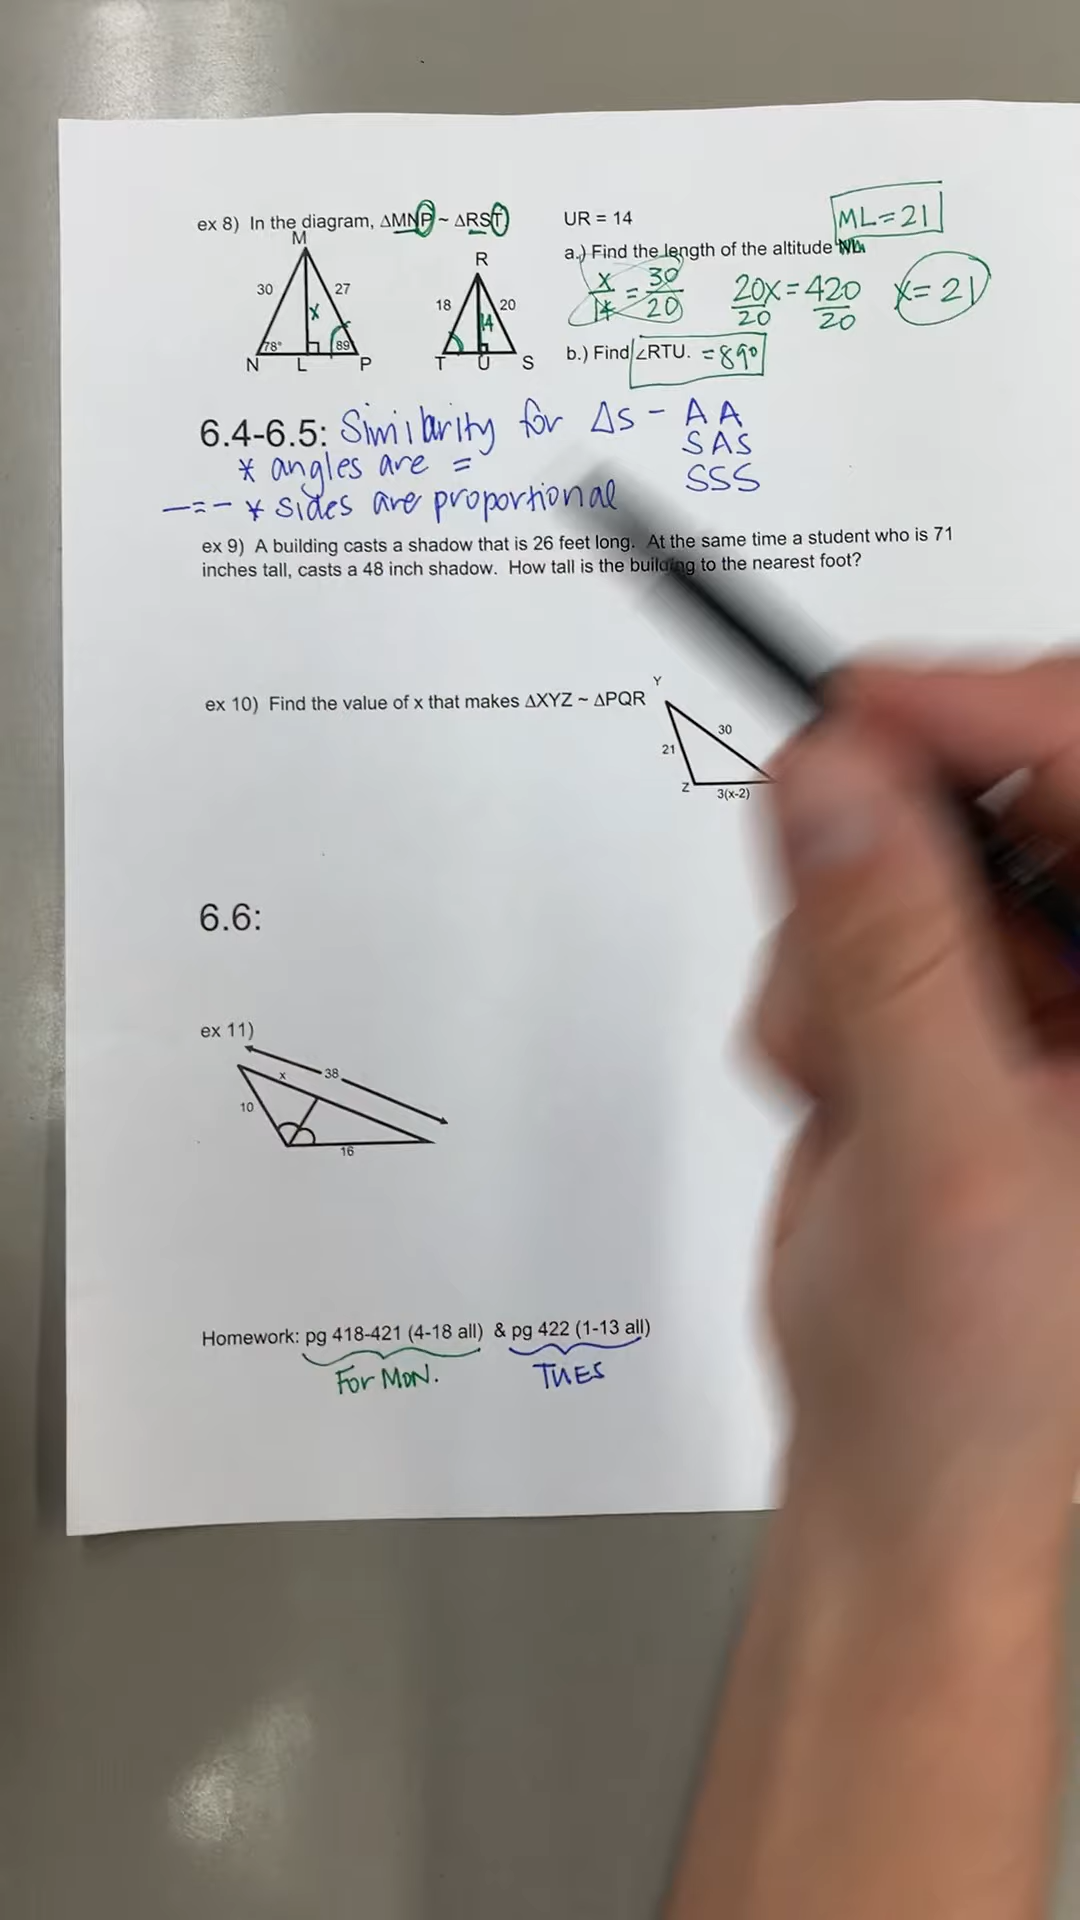 ex 8) In the diagram, ΔMNP ~ ΔRST
UR = 14
ML = 21
a.) Find the length of the altitude
M
30
27
x
78°
89
N
L
P
R
18
20
14
T
U
S
x/14 = 30/20
20x = 420
20 20
x = 21
b.) Find ∠RTU. = 89°
6.4-6.5: Similarity for Δs - AA
SAS
SSS
* angles are =
— = — * sides are proportional
ex 9) A building casts a shadow that is 26 feet long. At the same time a student who is 71
inches tall, casts a 48 inch shadow. How tall is the building to the nearest foot?
ex 10) Find the value of x that makes ΔXYZ ~ ΔPQR
Y
30
21
Z
3(x-2)
6.6:
ex 11)
x
38
10
16
Homework: pg 418-421 (4-18 all) & pg 422 (1-13 all)
For MON.
TUES